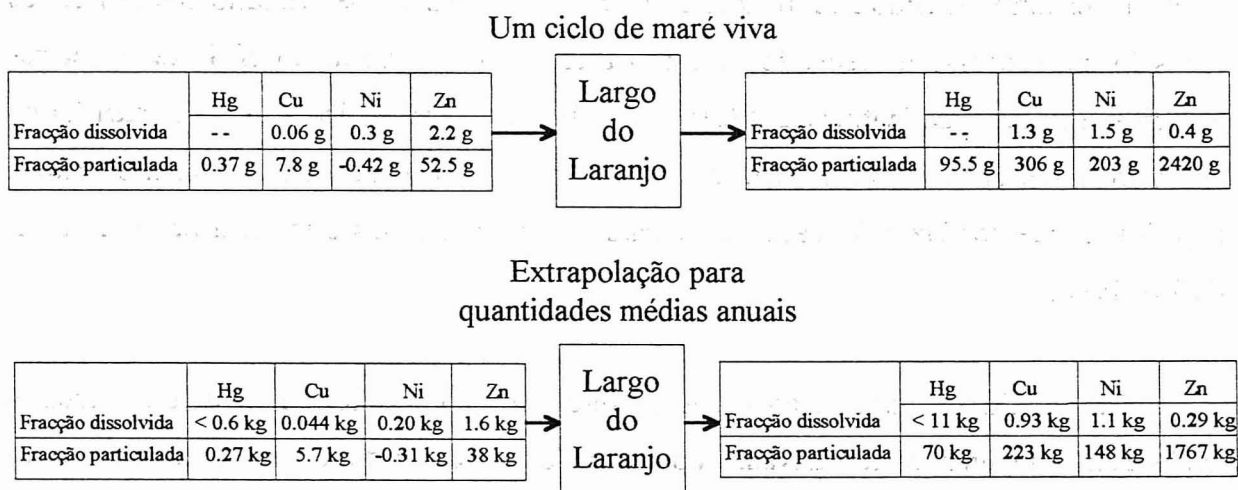 Um ciclo de maré viva
Hg Cu Ni Zn
Fracção dissolvida -- 0.06 g 0.3 g 2.2 g
Fracção particulada 0.37 g 7.8 g -0.42 g 52.5 g
Largo
do
Laranjo
Hg Cu Ni Zn
Fracção dissolvida -- 1.3 g 1.5 g 0.4 g
Fracção particulada 95.5 g 306 g 203 g 2420 g
Extrapolação para
quantidades médias anuais
Hg Cu Ni Zn
Fracção dissolvida < 0.6 kg 0.044 kg 0.20 kg 1.6 kg
Fracção particulada 0.27 kg 5.7 kg -0.31 kg 38 kg
Largo
do
Laranjo
Hg Cu Ni Zn
Fracção dissolvida < 11 kg 0.93 kg 1.1 kg 0.29 kg
Fracção particulada 70 kg 223 kg 148 kg 1767 kg